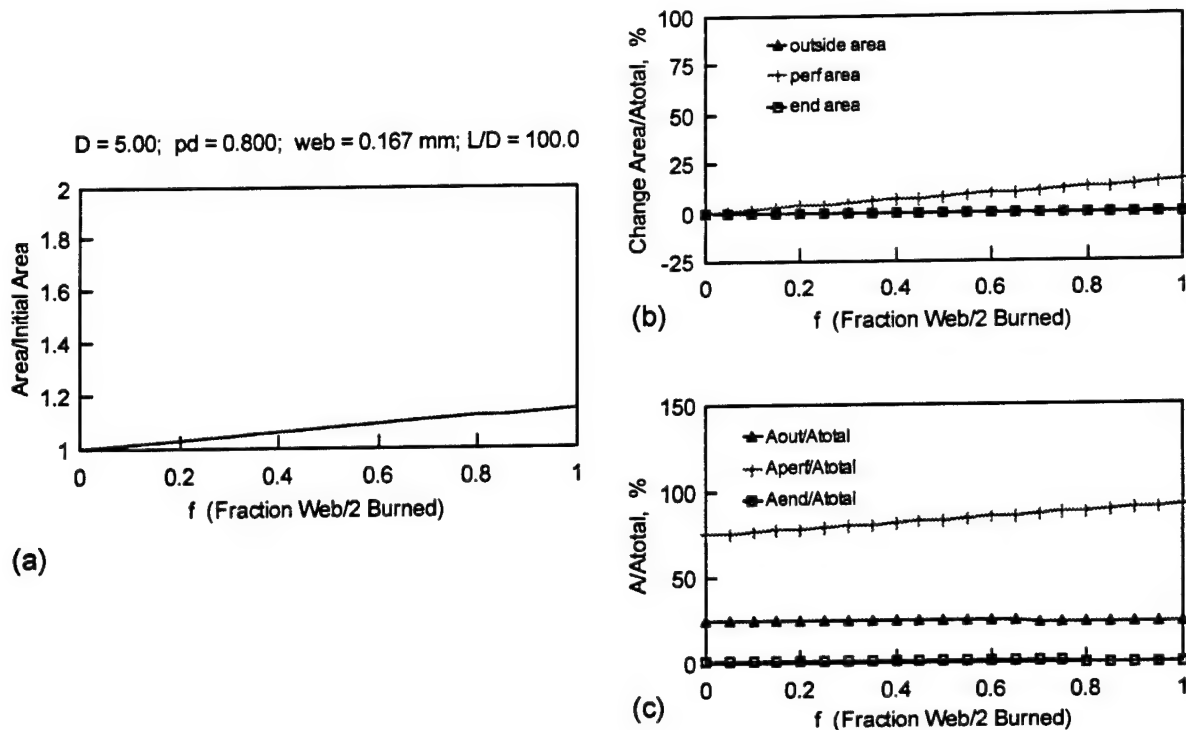 D = 5.00; pd = 0.800; web = 0.167 mm; L/D = 100.0
Area/Initial Area
2
1.8
1.6
1.4
1.2
1
0
0.2
0.4
0.6
0.8
1
f (Fraction Web/2 Burned)
(a)
Change Area/Atotal, %
100
75
50
25
0
-25
outside area
perf area
end area
0
0.2
0.4
0.6
0.8
1
f (Fraction Web/2 Burned)
(b)
A/Atotal, %
150
100
50
0
Aout/Atotal
Aperf/Atotal
Aend/Atotal
0
0.2
0.4
0.6
0.8
1
f (Fraction Web/2 Burned)
(c)